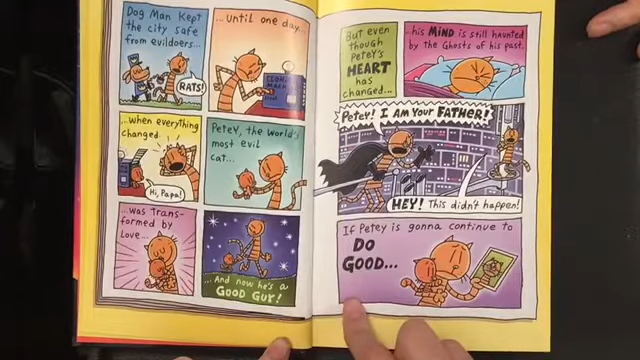 Dog Man Kept
the city safe
from evildoers...
RATS!
...until one day...
...when everything
changed.
Hi, Papa!
Petey, the world's
most evil
cat...
...was trans-
formed by
Love...
...And now he's a
GOOD GUY!
But even
though
Petey's
HEART
has
changed...
...his MIND is still haunted
by the Ghosts of his past.
Petey! I AM Your FATHER!
HEY! This didn't happen!
If Petey is gonna continue to
DO
GOOD...